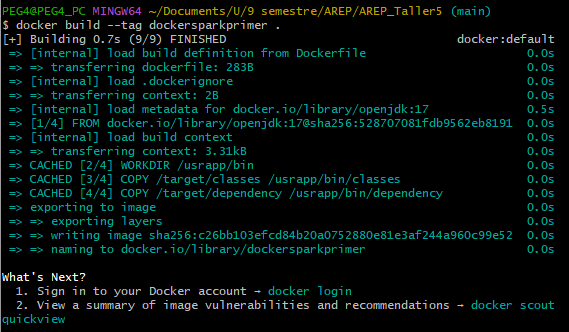 PEG4@PEG4_PC MINGW64 ~/Documents/U/9 semestre/AREP/AREP_Taller5 (main)
$ docker build --tag dockersparkprimer .
[+] Building 0.7s (9/9) FINISHED docker:default
=> [internal] load build definition from Dockerfile 0.0s
=> => transferring dockerfile: 283B 0.0s
=> [internal] load .dockerignore 0.0s
=> => transferring context: 2B 0.0s
=> [internal] load metadata for docker.io/library/openjdk:17 0.5s
=> [1/4] FROM docker.io/library/openjdk:17@sha256:528707081fdb9562eb8191 0.0s
=> [internal] load build context 0.0s
=> => transferring context: 3.31kB 0.0s
=> CACHED [2/4] WORKDIR /usrapp/bin 0.0s
=> CACHED [3/4] COPY /target/classes /usrapp/bin/classes 0.0s
=> CACHED [4/4] COPY /target/dependency /usrapp/bin/dependency 0.0s
=> exporting to image 0.0s
=> => exporting layers 0.0s
=> => writing image sha256:c26bb103efcd84b20a0752880e81e3af244a960c99e52 0.0s
=> => naming to docker.io/library/dockersparkprimer 0.0s
What's Next?
1. Sign in to your Docker account → docker login
2. View a summary of image vulnerabilities and recommendations → docker scout
quickview